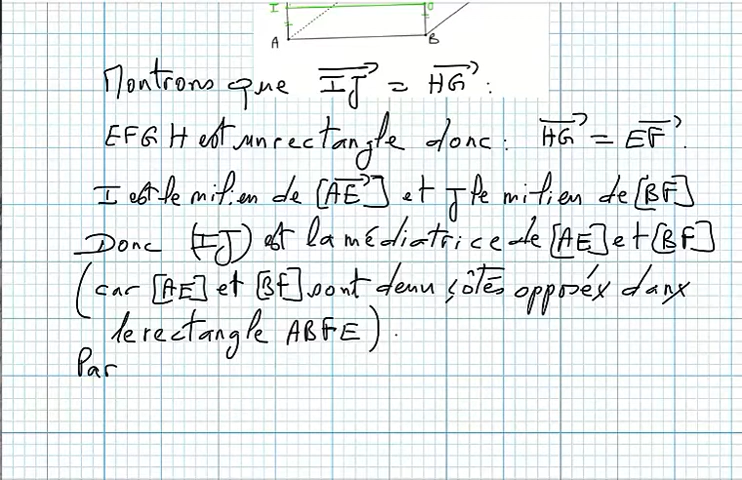 I
J
A
B
Montrons que IJ = HG :
EFGH est un rectangle donc : HG = EF.
I est le milieu de [AE] et J le milieu de [BF]
Donc (IJ) est la médiatrice de [AE] et [BF]
(car [AE] et [BF] sont deux côtés opposés dans
le rectangle ABFE).
Par